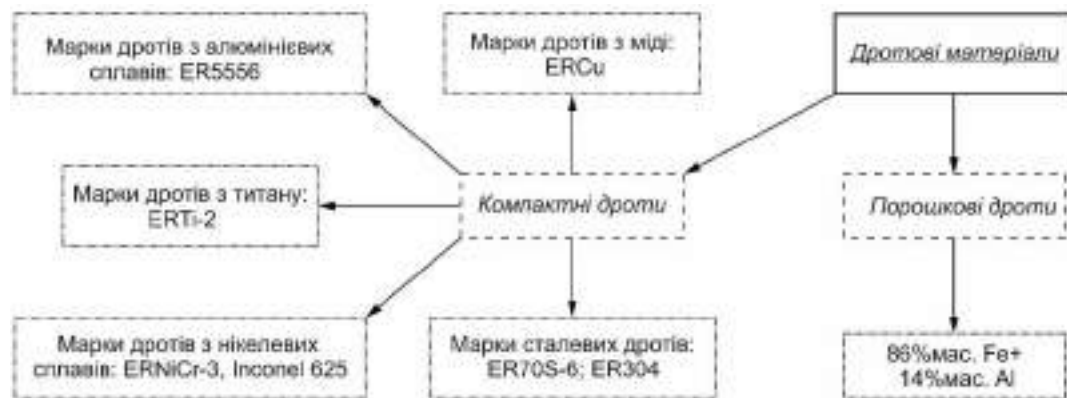 Марки дротів з алюмінієвих
сплавів: ER5556
Марки дротів з міді:
ERCu
Дротові матеріали
Марки дротів з титану:
ERTi-2
Компактні дроти
Порошкові дроти
Марки дротів з нікелевих
сплавів: ERNiCr-3, Inconel 625
Марки сталевих дротів:
ER70S-6; ER304
86%мас. Fe+
14%мас. Al